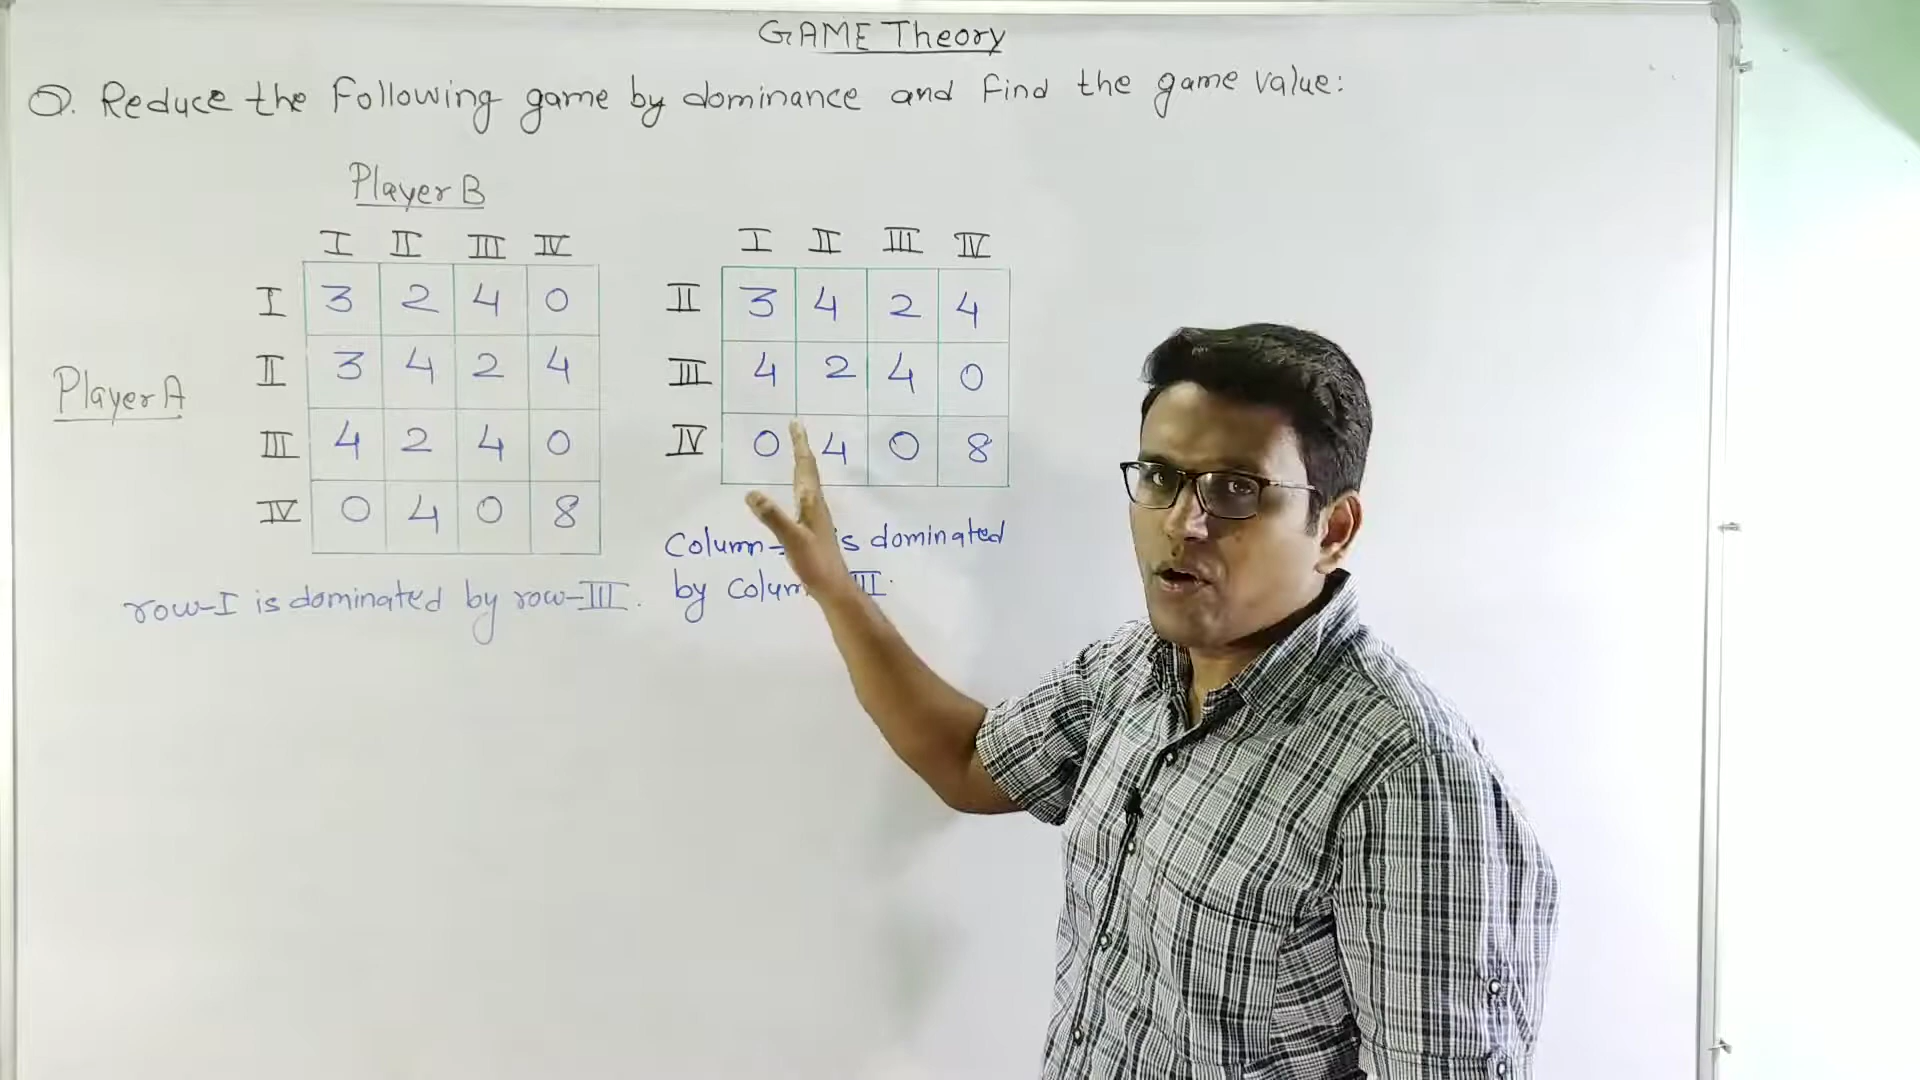 GAME Theory
Q. Reduce the following game by dominance and find the game value:
Player B
I II III IV
I 3 2 4 0
II 3 4 2 4
III 4 2 4 0
IV 0 4 0 8
Player A
row-I is dominated by row-III.
I II III IV
II 3 4 2 4
III 4 2 4 0
IV 0 4 0 8
Column- is dominated
by